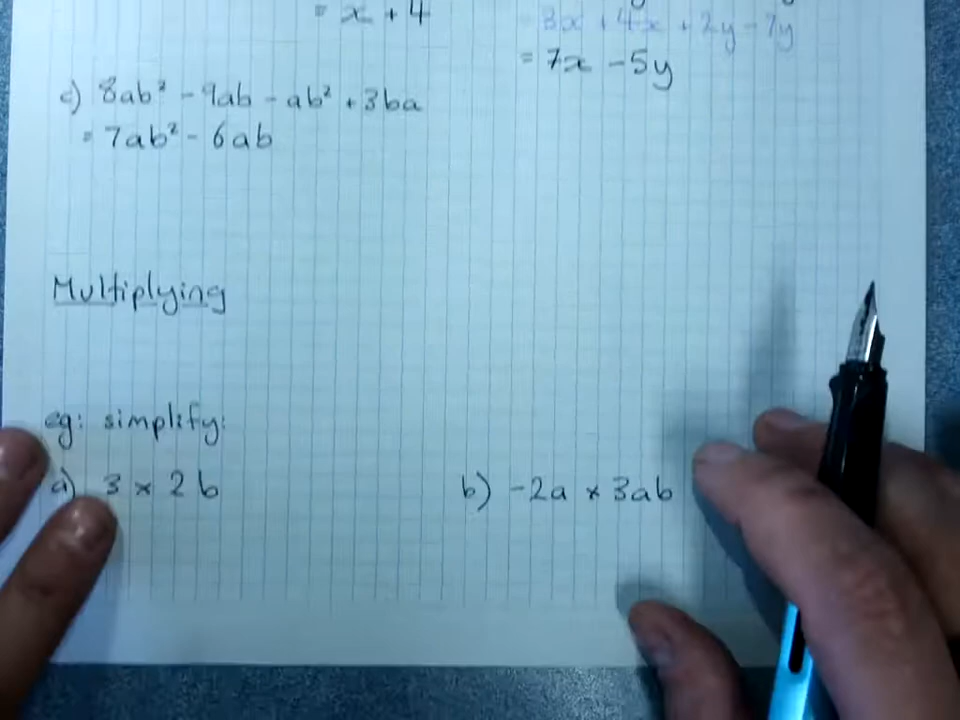 = x + 4
3x + 4x + 2y - 7y
= 7x - 5y
c) 8ab² - 9ab - ab² + 3ba
= 7ab² - 6ab
Multiplying
eg: simplify:
a) 3 × 2b
b) -2a × 3ab